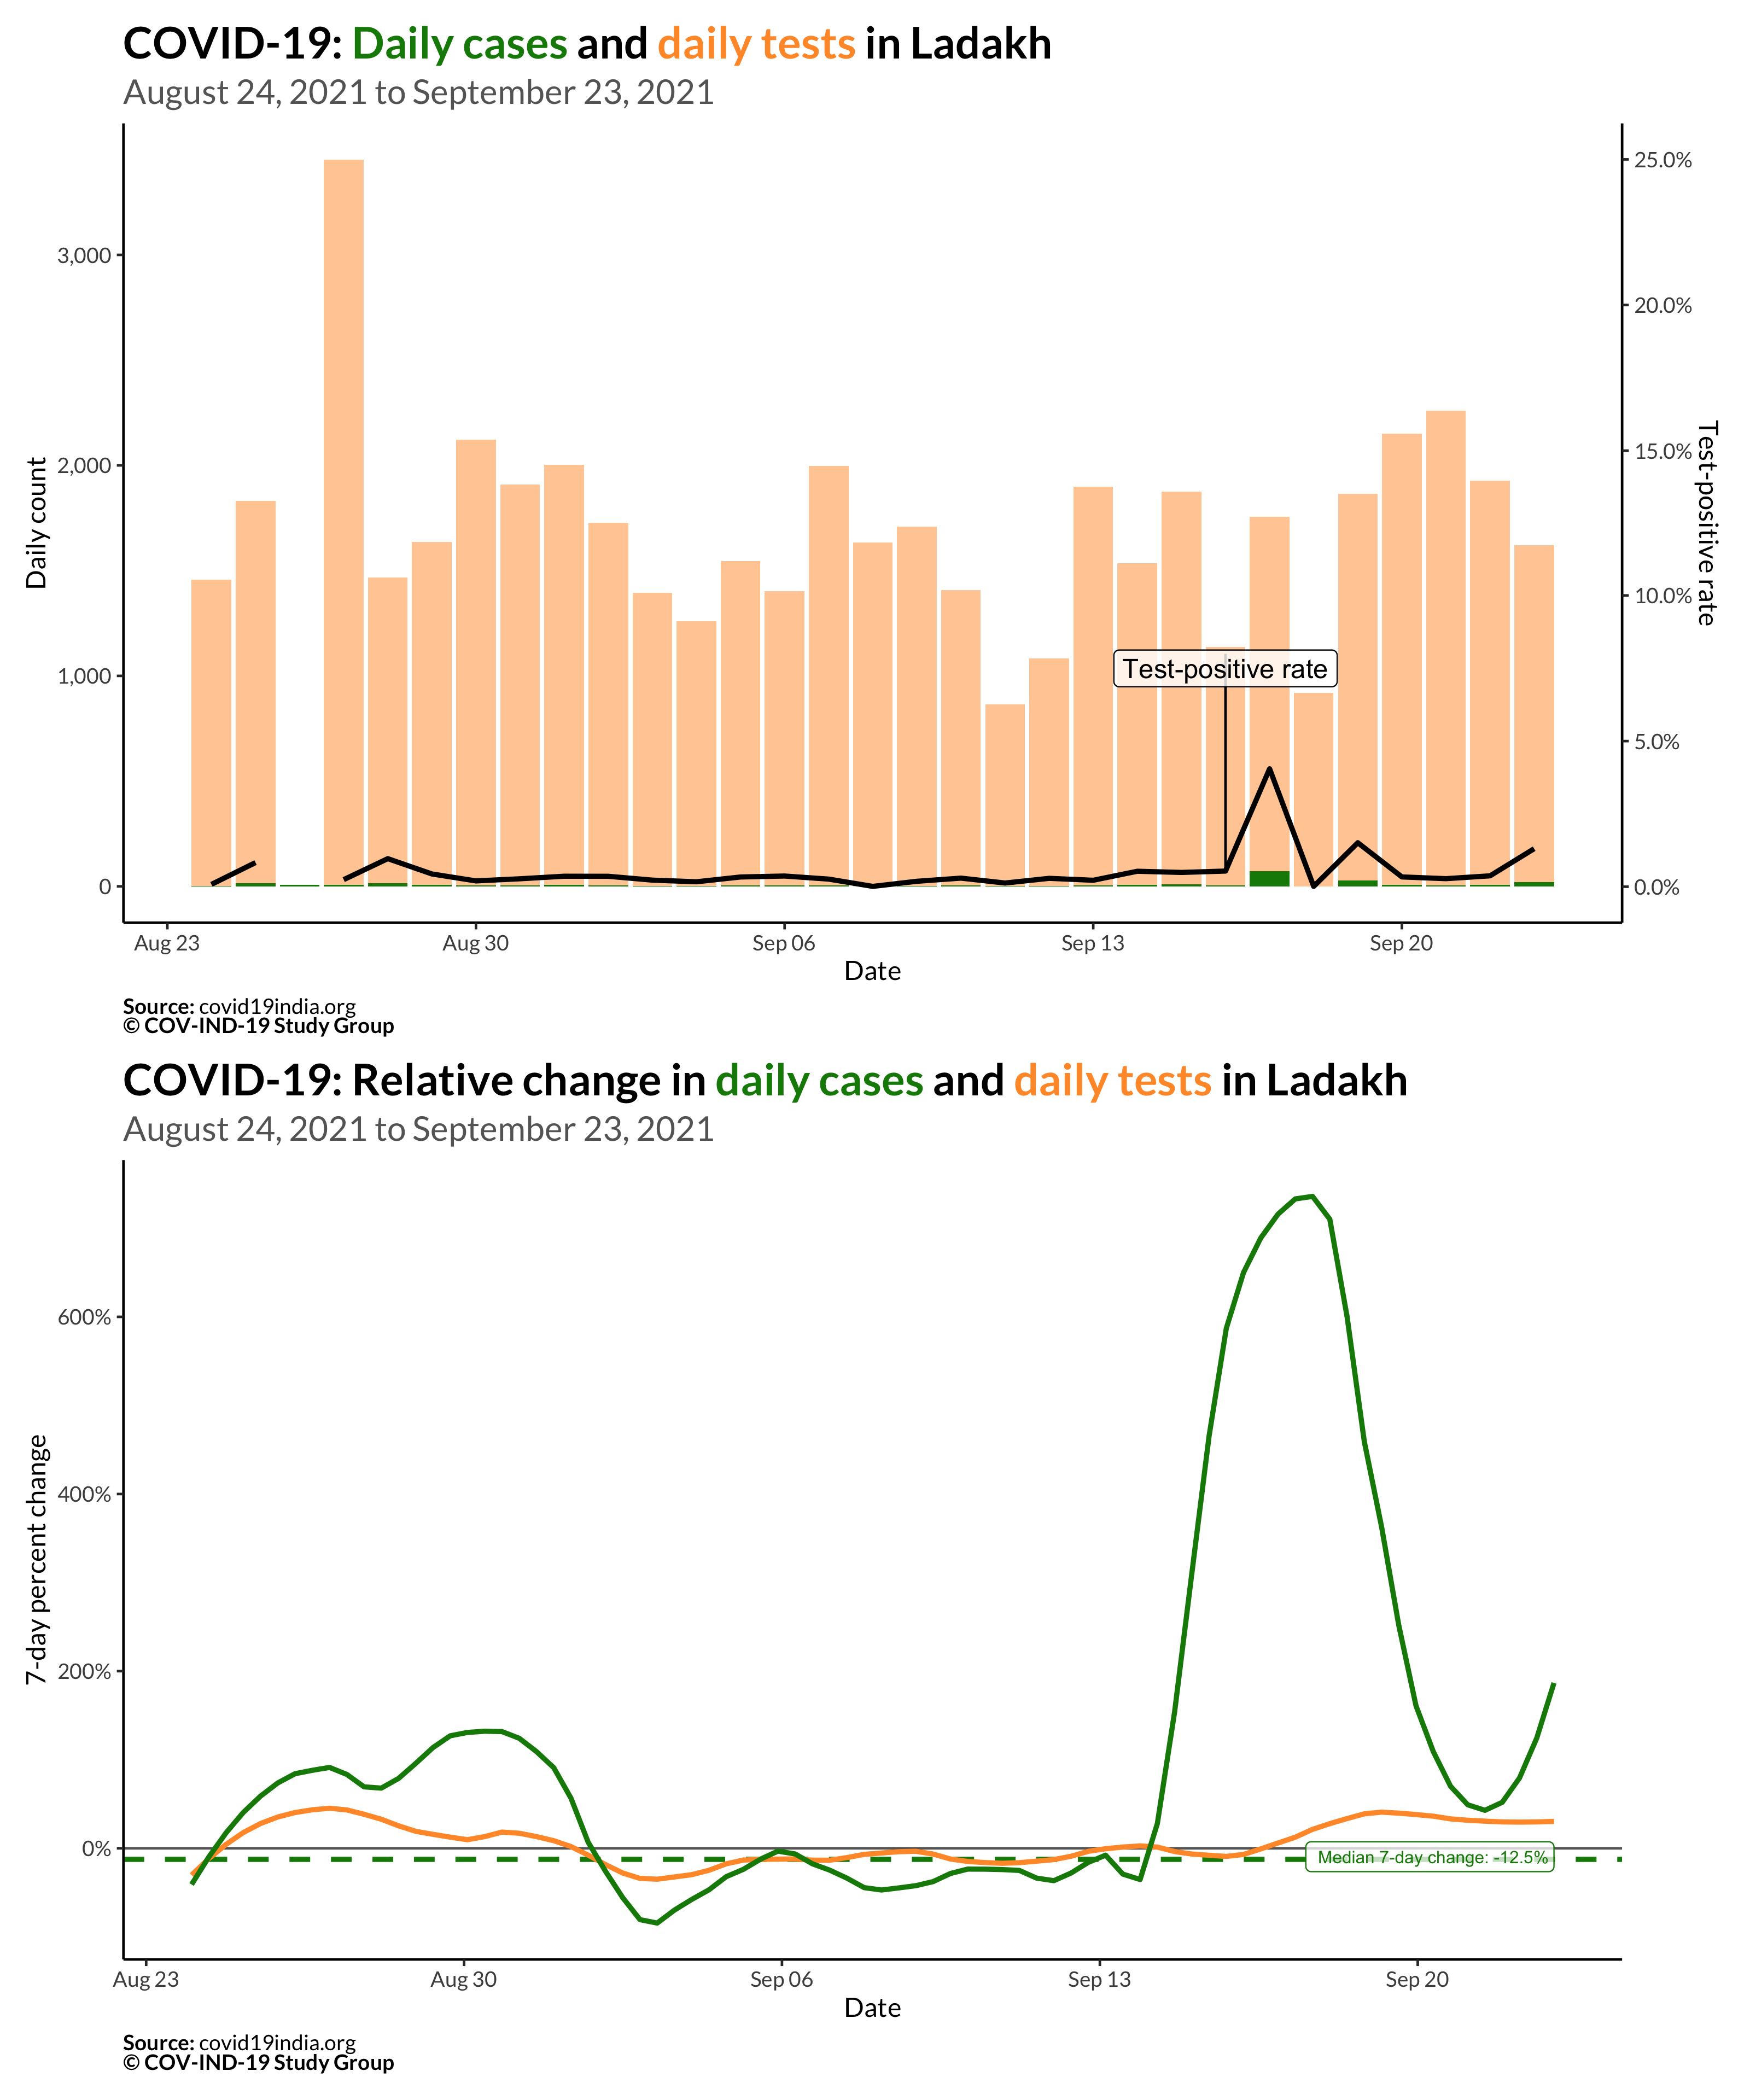 COVID-19: Daily cases and daily tests in Ladakh
August 24, 2021 to September 23, 2021
Daily count
3,000
2,000
1,000
0
25.0%
20.0%
15.0%
10.0%
5.0%
0.0%
Test-positive rate
Test-positive rate
Aug 23 Aug 30 Sep 06 Sep 13 Sep 20
Date
Source: covid19india.org
© COV-IND-19 Study Group
COVID-19: Relative change in daily cases and daily tests in Ladakh
August 24, 2021 to September 23, 2021
7-day percent change
600%
400%
200%
0%
Median 7-day change: -12.5%
Aug 23 Aug 30 Sep 06 Sep 13 Sep 20
Date
Source: covid19india.org
© COV-IND-19 Study Group